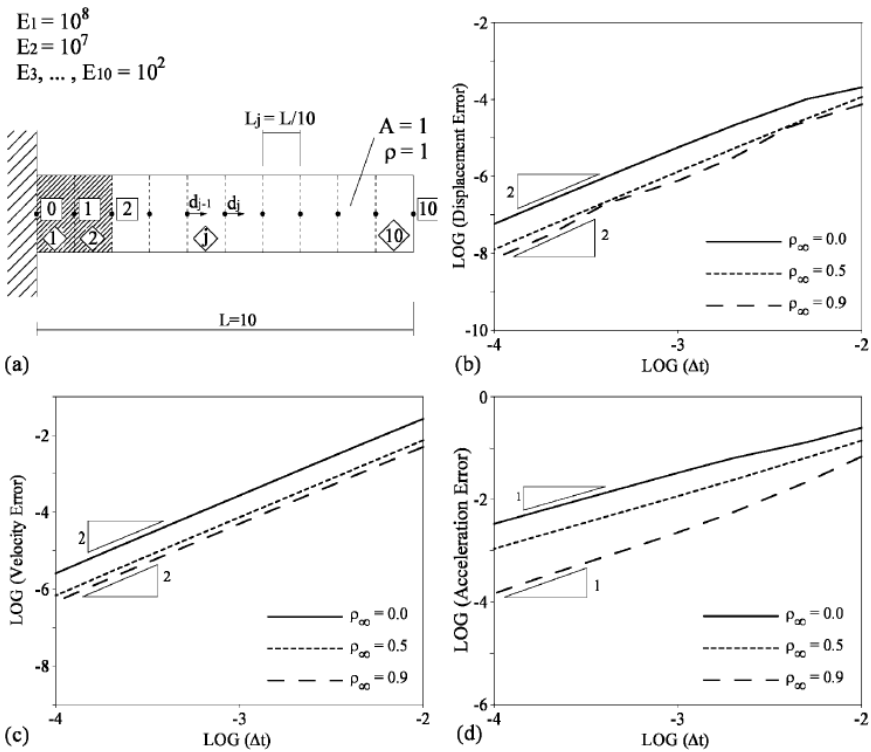 E1 = 10^8
E2 = 10^7
E3, ... , E10 = 10^2
Lj = L/10
A = 1
ρ = 1
0
1
2
dj-1
dj
10
1
2
j
10
L=10
(a)
LOG (Displacement Error)
-2
-4
-6
-8
-10
2
2
ρ∞ = 0.0
ρ∞ = 0.5
ρ∞ = 0.9
-4
-3
-2
LOG (Δt)
(b)
LOG (Velocity Error)
-2
-4
-6
-8
2
2
ρ∞ = 0.0
ρ∞ = 0.5
ρ∞ = 0.9
-4
-3
-2
LOG (Δt)
(c)
LOG (Acceleration Error)
0
-2
-4
-6
1
1
ρ∞ = 0.0
ρ∞ = 0.5
ρ∞ = 0.9
-4
-3
-2
LOG (Δt)
(d)